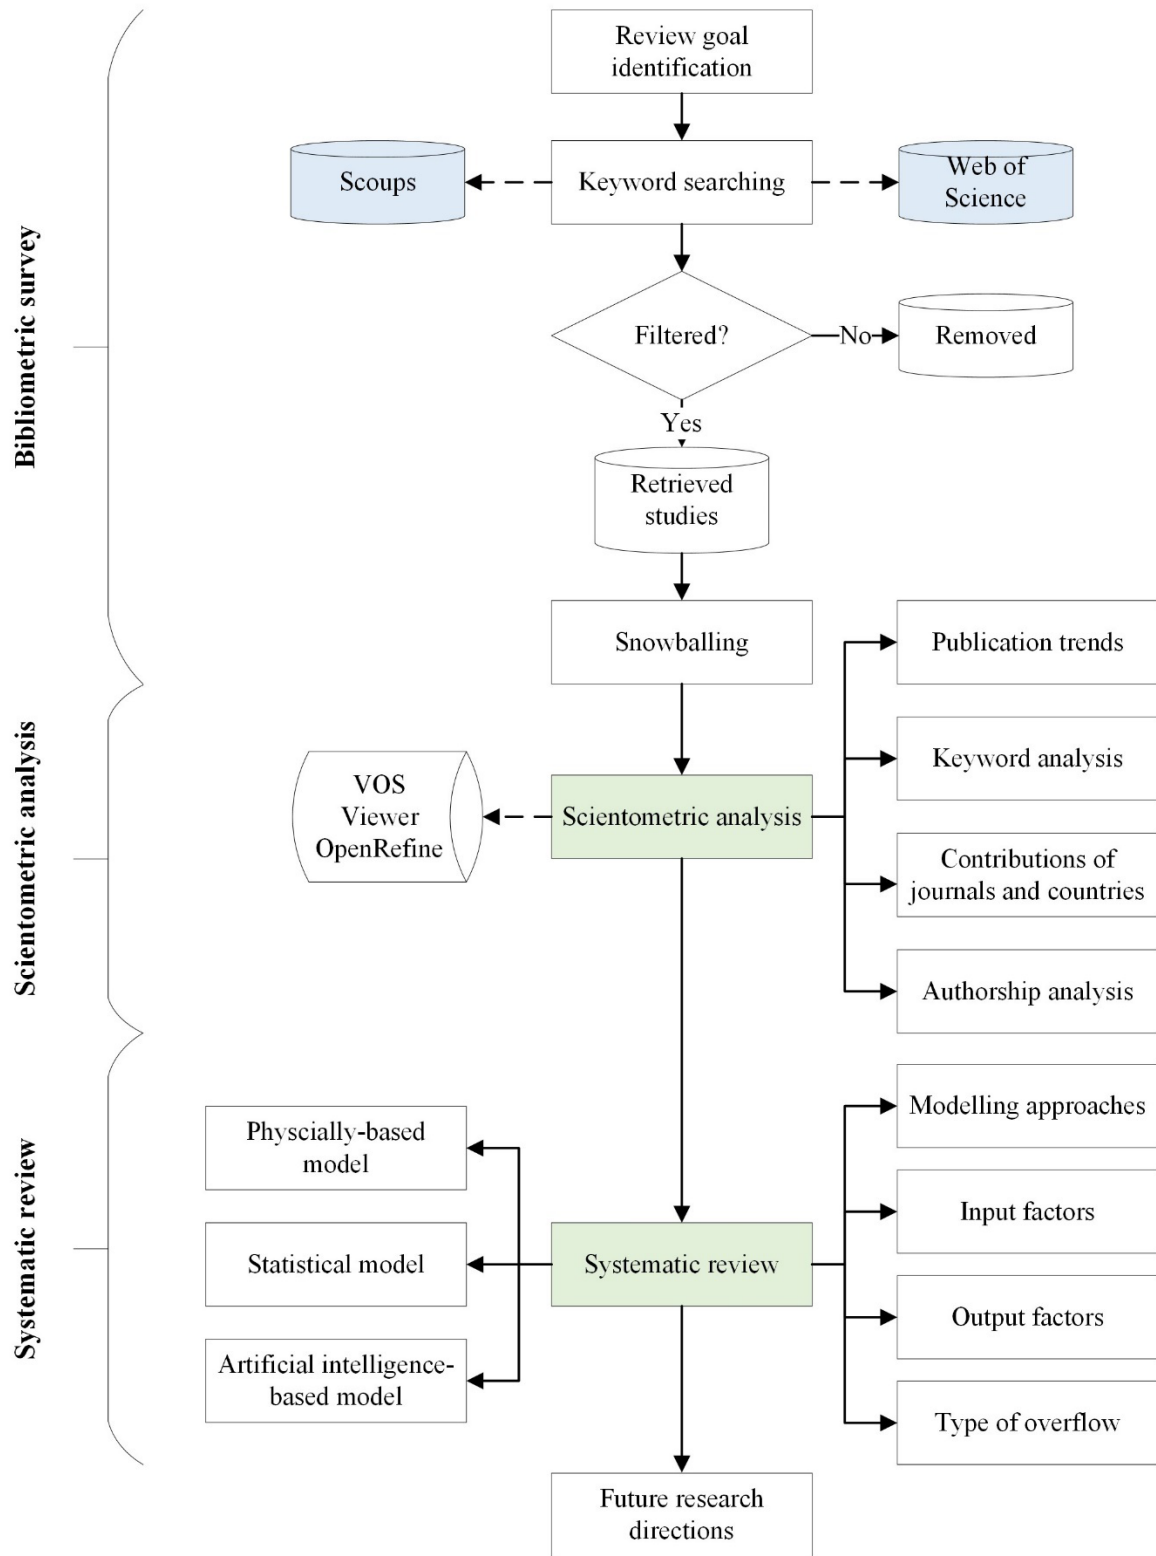 Bibliometric survey
Review goal
identification
Scoups
Keyword searching
Web of
Science
Filtered?
No
Removed
Yes
Retrieved
studies
Snowballing
Publication trends
Scientometric analysis
Keyword analysis
VOS
Viewer
OpenRefine
Scientometric analysis
Contributions of
journals and countries
Authorship analysis
Systematic review
Modelling approaches
Physcially-based
model
Input factors
Statistical model
Systematic review
Output factors
Artificial intelligence-
based model
Type of overflow
Future research
directions